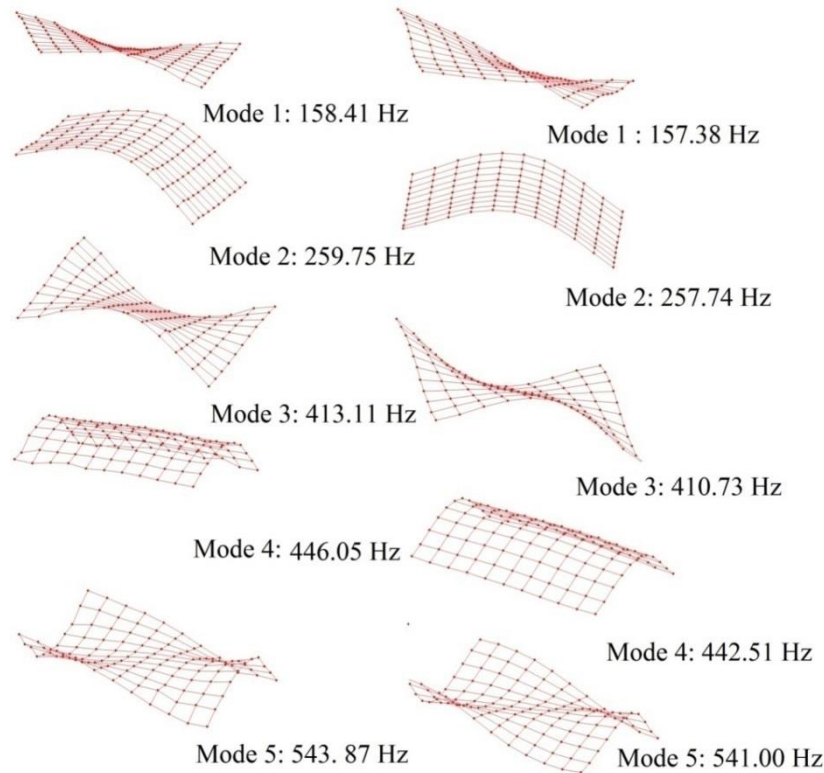 Mode 1: 158.41 Hz
Mode 1 : 157.38 Hz
Mode 2: 259.75 Hz
Mode 2: 257.74 Hz
Mode 3: 413.11 Hz
Mode 3: 410.73 Hz
Mode 4: 446.05 Hz
Mode 4: 442.51 Hz
Mode 5: 543. 87 Hz
Mode 5: 541.00 Hz